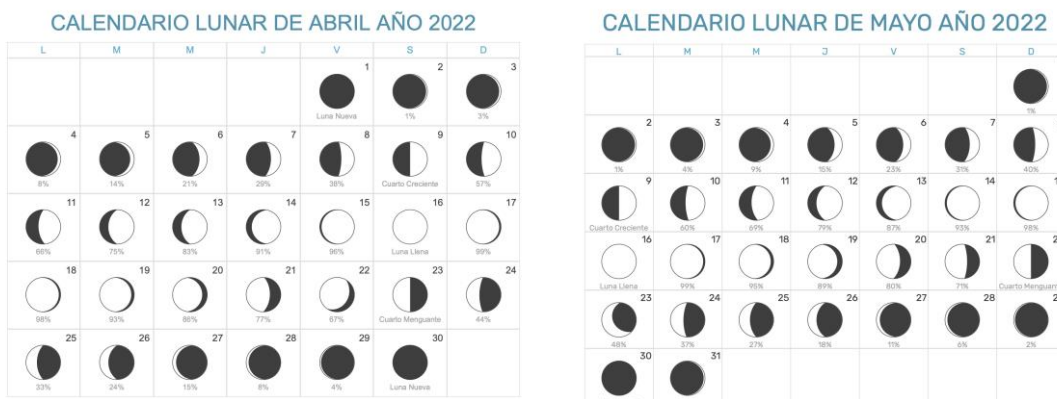 CALENDARIO LUNAR DE ABRIL AÑO 2022
L M M J V S D
1 2 3
Luna Nueva 1% 3%
4 5 6 7 8 9 10
8% 14% 21% 29% 38% Cuarto Creciente 57%
11 12 13 14 15 16 17
66% 75% 83% 91% 96% Luna Llena 99%
18 19 20 21 22 23 24
98% 93% 86% 77% 67% Cuarto Menguante 44%
25 26 27 28 29 30
33% 24% 15% 8% 4% Luna Nueva
CALENDARIO LUNAR DE MAYO AÑO 2022
L M M J V S D
1%
2 3 4 5 6 7
1% 4% 9% 15% 23% 31% 40%
9 10 11 12 13 14 1
Cuarto Creciente 60% 69% 79% 87% 93% 98%
16 17 18 19 20 21 2
Luna Llena 99% 95% 89% 80% 71% Cuarto Menguant
23 24 25 26 27 28 2
48% 37% 27% 18% 11% 6% 2%
30 31